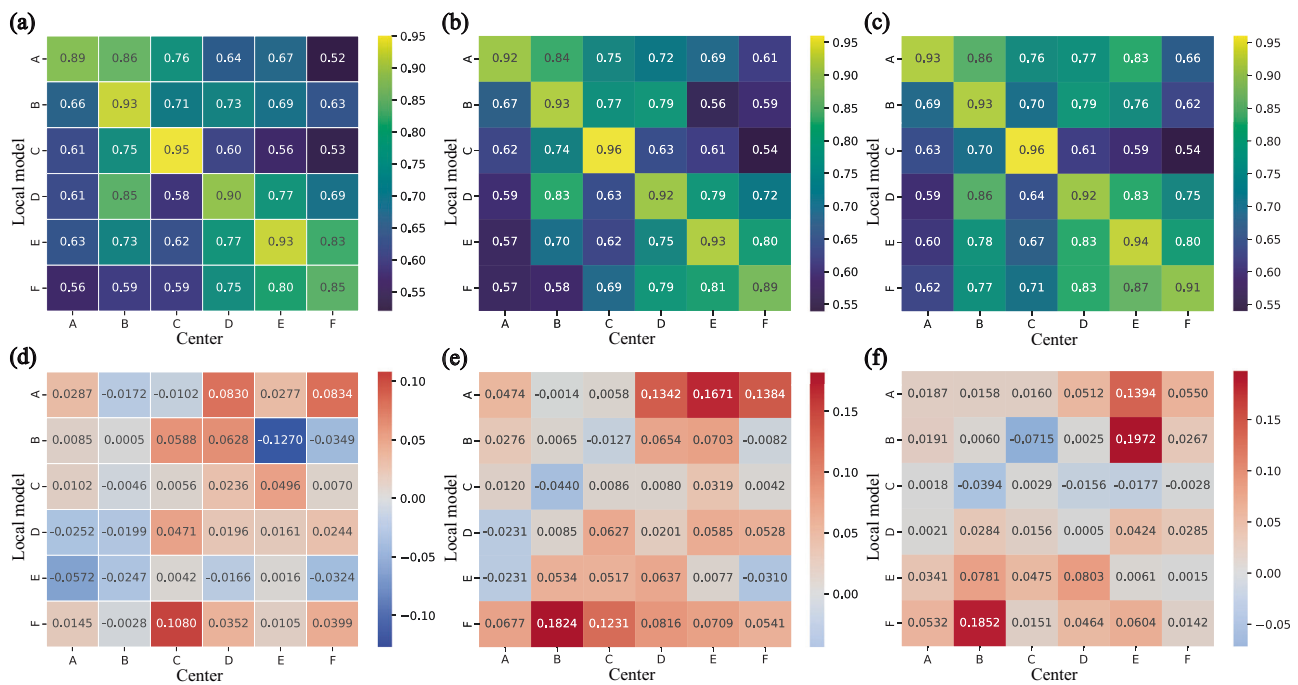 (a) (b) (c)
Local model Local model Local model
0.95 0.95 0.95
A 0.89 0.86 0.76 0.64 0.67 0.52 A 0.92 0.84 0.75 0.72 0.69 0.61 A 0.93 0.86 0.76 0.77 0.83 0.66
0.90 0.90 0.90
B 0.66 0.93 0.71 0.73 0.69 0.63 B 0.67 0.93 0.77 0.79 0.56 0.59 B 0.69 0.93 0.70 0.79 0.76 0.62
0.85 0.85 0.85
0.80 0.80 0.80
C 0.61 0.75 0.95 0.60 0.56 0.53 C 0.62 0.74 0.96 0.63 0.61 0.54 C 0.63 0.70 0.96 0.61 0.59 0.54
0.75 0.75 0.75
D 0.61 0.85 0.58 0.90 0.77 0.69 D 0.59 0.83 0.63 0.92 0.79 0.72 D 0.59 0.86 0.64 0.92 0.83 0.75
0.70 0.70 0.70
0.65 0.65 0.65
E 0.63 0.73 0.62 0.77 0.93 0.83 E 0.57 0.70 0.62 0.75 0.93 0.80 E 0.60 0.78 0.67 0.83 0.94 0.80
0.60 0.60 0.60
F 0.56 0.59 0.59 0.75 0.80 0.85 F 0.57 0.58 0.69 0.79 0.81 0.89 F 0.62 0.77 0.71 0.83 0.87 0.91
0.55 0.55 0.55
A B C D E F A B C D E F A B C D E F
Center Center Center
(d) (e) (f)
Local model Local model Local model
0.10 0.15 0.15
A 0.0287 -0.0172 -0.0102 0.0830 0.0277 0.0834 A 0.0474 -0.0014 0.0058 0.1342 0.1671 0.1384 A 0.0187 0.0158 0.0160 0.0512 0.1394 0.0550
B 0.0085 0.0005 0.0588 0.0628 -0.1270 -0.0349 B 0.0276 0.0065 -0.0127 0.0654 0.0703 -0.0082 B 0.0191 0.0060 -0.0715 0.0025 0.1972 0.0267
0.05 0.10 0.10
C 0.0102 -0.0046 0.0056 0.0236 0.0496 0.0070 C 0.0120 -0.0440 0.0086 0.0080 0.0319 0.0042 C 0.0018 -0.0394 0.0029 -0.0156 -0.0177 -0.0028
0.00 0.05 0.05
D -0.0252 -0.0199 0.0471 0.0196 0.0161 0.0244 D -0.0231 0.0085 0.0627 0.0201 0.0585 0.0528 D 0.0021 0.0284 0.0156 0.0005 0.0424 0.0285
−0.05 0.00 0.00
E -0.0572 -0.0247 0.0042 -0.0166 0.0016 -0.0324 E -0.0231 0.0534 0.0517 0.0637 0.0077 -0.0310 E 0.0341 0.0781 0.0475 0.0803 0.0061 0.0015
−0.10 −0.05
F 0.0145 -0.0028 0.1080 0.0352 0.0105 0.0399 F 0.0677 0.1824 0.1231 0.0816 0.0709 0.0541 F 0.0532 0.1852 0.0151 0.0464 0.0604 0.0142
A B C D E F A B C D E F A B C D E F
Center Center Center